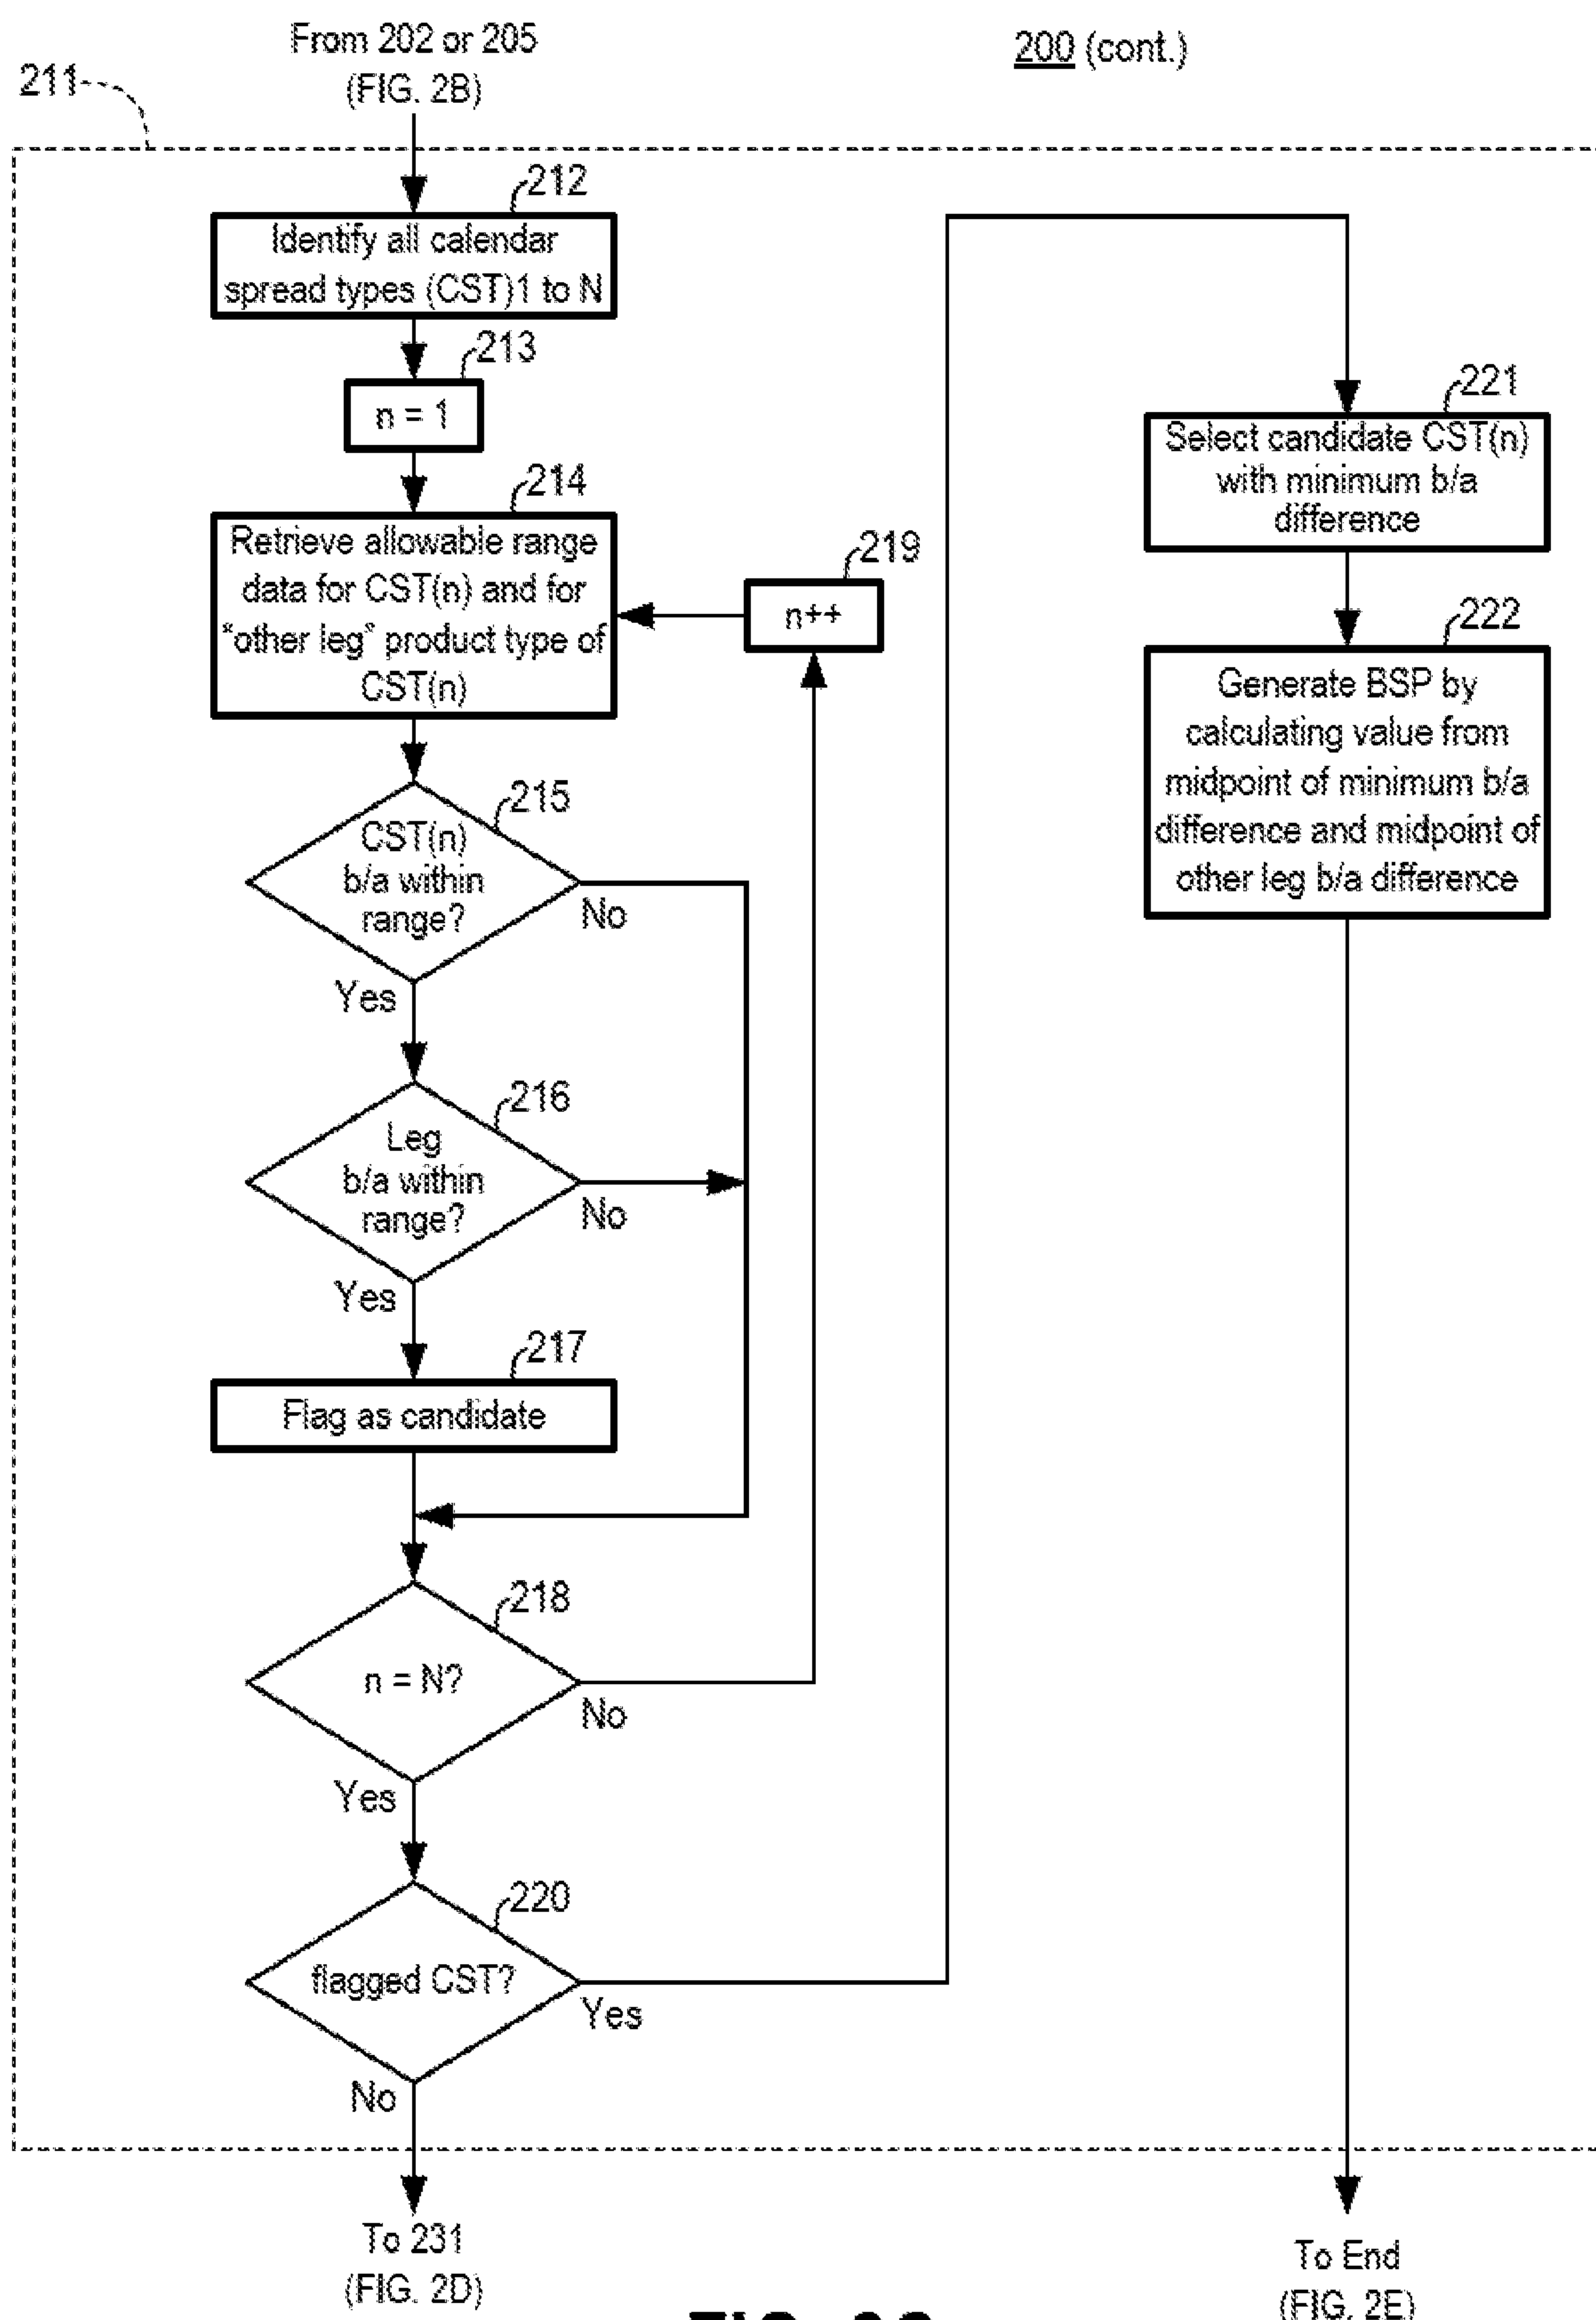 From 202 or 205
(FIG. 2B)
200 (cont.)
211
212
Identify all calendar
spread types (CST)1 to N
213
n = 1
214
Retrieve allowable range
data for CST(n) and for
"other leg" product type of
CST(n)
219
n++
215
CST(n)
b/a within
range?
No
Yes
216
Leg
b/a within
range?
No
Yes
217
Flag as candidate
218
n = N?
No
Yes
220
flagged CST?
Yes
No
To 231
(FIG. 2D)
221
Select candidate CST(n)
with minimum b/a
difference
222
Generate BSP by
calculating value from
midpoint of minimum b/a
difference and midpoint of
other leg b/a difference
To End
(FIG. 2E)